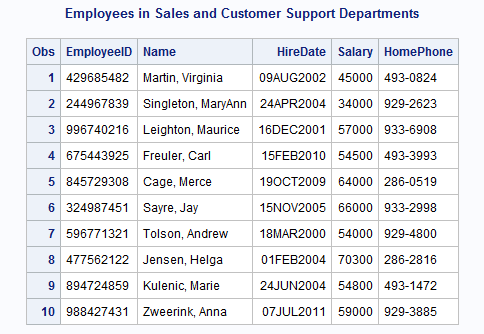 Employees in Sales and Customer Support Departments
Obs EmployeeID Name HireDate Salary HomePhone
1 429685482 Martin, Virginia 09AUG2002 45000 493-0824
2 244967839 Singleton, MaryAnn 24APR2004 34000 929-2623
3 996740216 Leighton, Maurice 16DEC2001 57000 933-6908
4 675443925 Freuler, Carl 15FEB2010 54500 493-3993
5 845729308 Cage, Merce 19OCT2009 64000 286-0519
6 324987451 Sayre, Jay 15NOV2005 66000 933-2998
7 596771321 Tolson, Andrew 18MAR2000 54000 929-4800
8 477562122 Jensen, Helga 01FEB2004 70300 286-2816
9 894724859 Kulenic, Marie 24JUN2004 54800 493-1472
10 988427431 Zweerink, Anna 07JUL2011 59000 929-3885